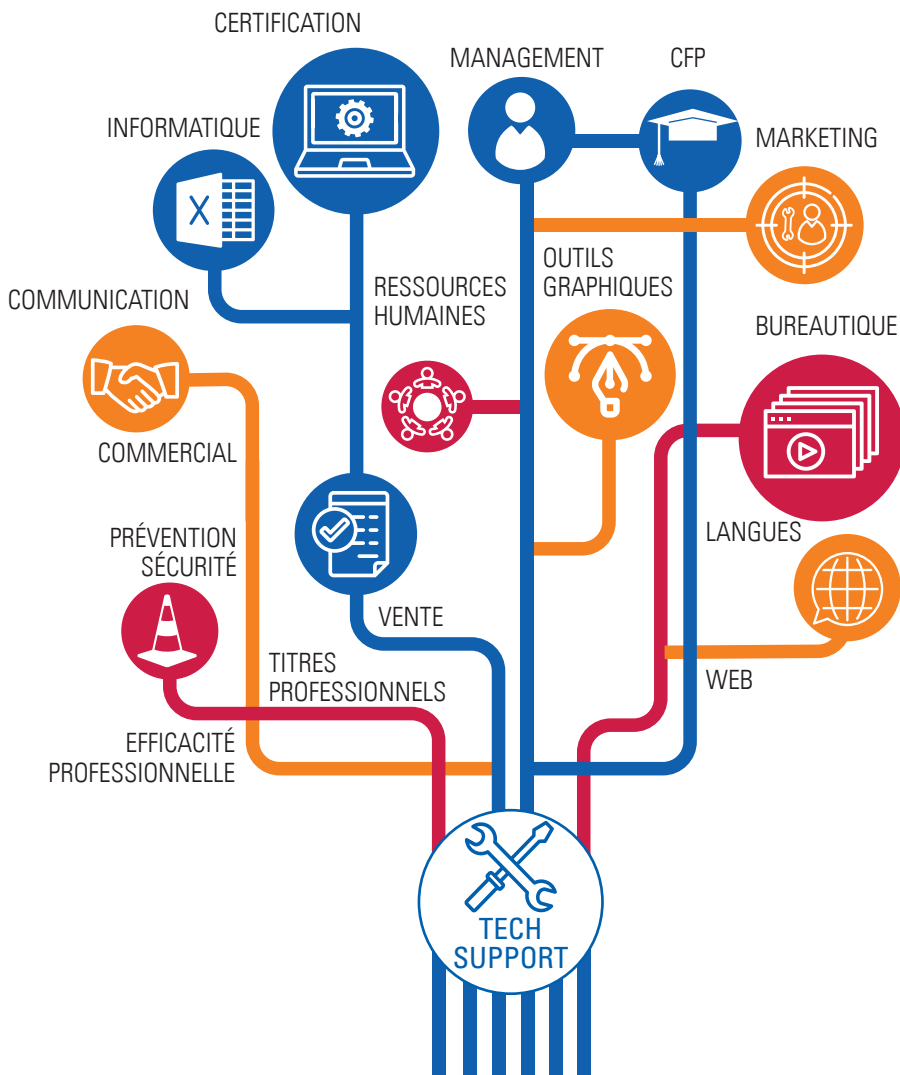 CERTIFICATION
MANAGEMENT
CFP
INFORMATIQUE
MARKETING
X
COMMUNICATION
RESSOURCES
HUMAINES
OUTILS
GRAPHIQUES
BUREAUTIQUE
COMMERCIAL
PRÉVENTION
SÉCURITÉ
LANGUES
VENTE
TITRES
PROFESSIONNELS
WEB
EFFICACITÉ
PROFESSIONNELLE
TECH
SUPPORT